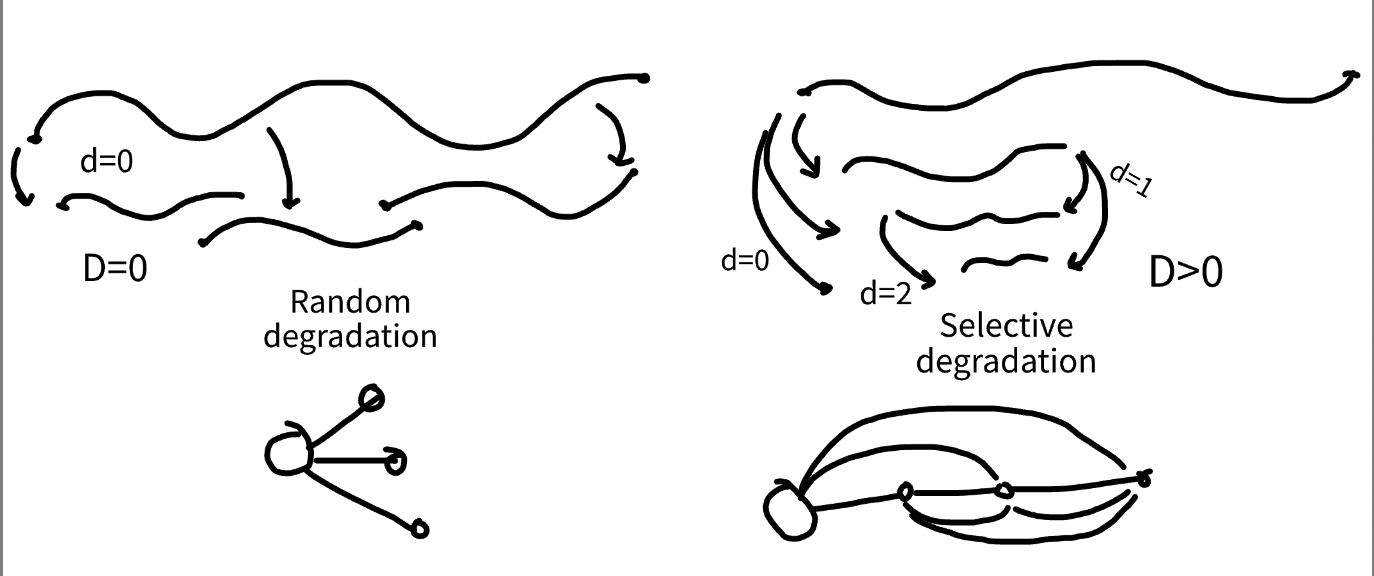 d=0
D=0
Random
degradation
d=1
d=0
d=2
D>0
Selective
degradation